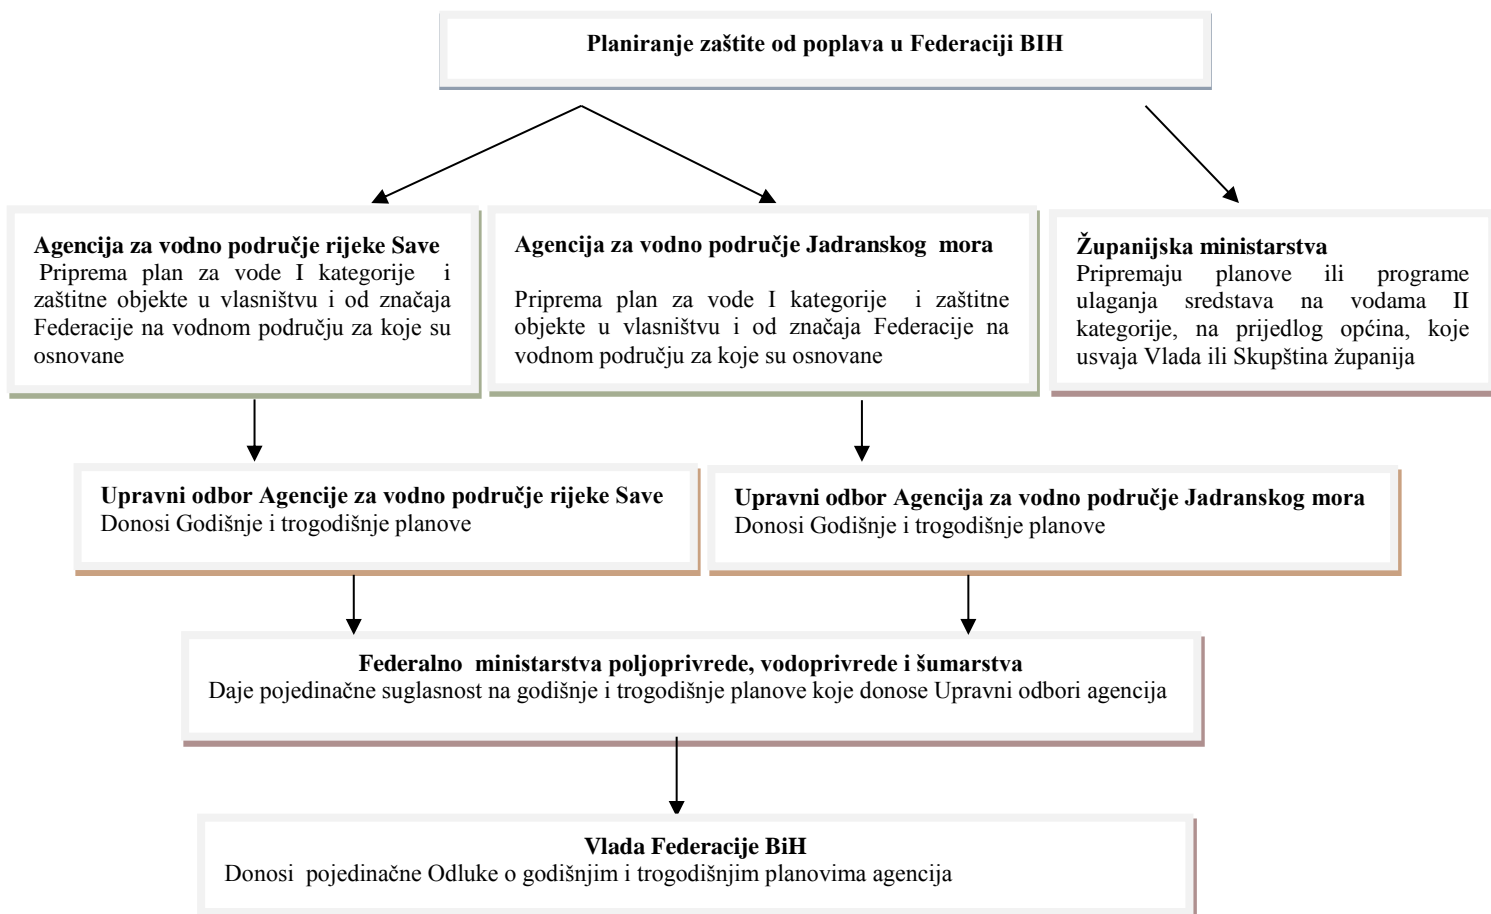 Planiranje zaštite od poplava u Federaciji BIH
Agencija za vodno područje rijeke Save
Priprema plan za vode I kategorije i
zaštitne objekte u vlasništvu i od značaja
Federacije na vodnom području za koje su
osnovane
Agencija za vodno područje Jadranskog mora
Priprema plan za vode I kategorije i zaštitne
objekte u vlasništvu i od značaja Federacije na
vodnom području za koje su osnovane
Županijska ministarstva
Pripremaju planove ili programe
ulaganja sredstava na vodama II
kategorije, na prijedlog općina, koje
usvaja Vlada ili Skupština županija
Upravni odbor Agencije za vodno područje rijeke Save
Donosi Godišnje i trogodišnje planove
Upravni odbor Agencija za vodno područje Jadranskog mora
Donosi Godišnje i trogodišnje planove
Federalno ministarstva poljoprivrede, vodoprivrede i šumarstva
Daje pojedinačne suglasnost na godišnje i trogodišnje planove koje donose Upravni odbori agencija
Vlada Federacije BiH
Donosi pojedinačne Odluke o godišnjim i trogodišnjim planovima agencija